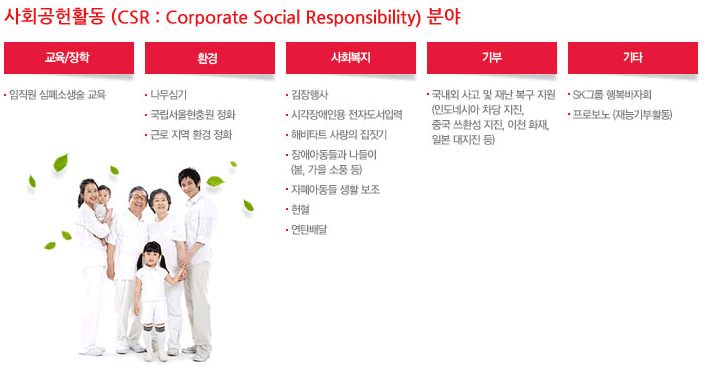 사회공헌활동 (CSR : Corporate Social Responsibility) 분야
교육/장학
환경
사회복지
기부
기타
임직원 심폐소생술 교육
나무심기
국립서울현충원 정화
근로 지역 환경 정화
김장행사
시각장애인용 전자도서입력
해비타트 사랑의 집짓기
장애아동들과 나들이
(봄, 가을 소풍 등)
자폐아동들 생활 보조
헌혈
연탄배달
국내외 사고 및 재난 복구 지원
(인도네시아 차당 지진,
중국 쓰촨성 지진, 이천 화재,
일본 대지진 등)
SK그룹 행복바자회
프로보노 (재능기부활동)